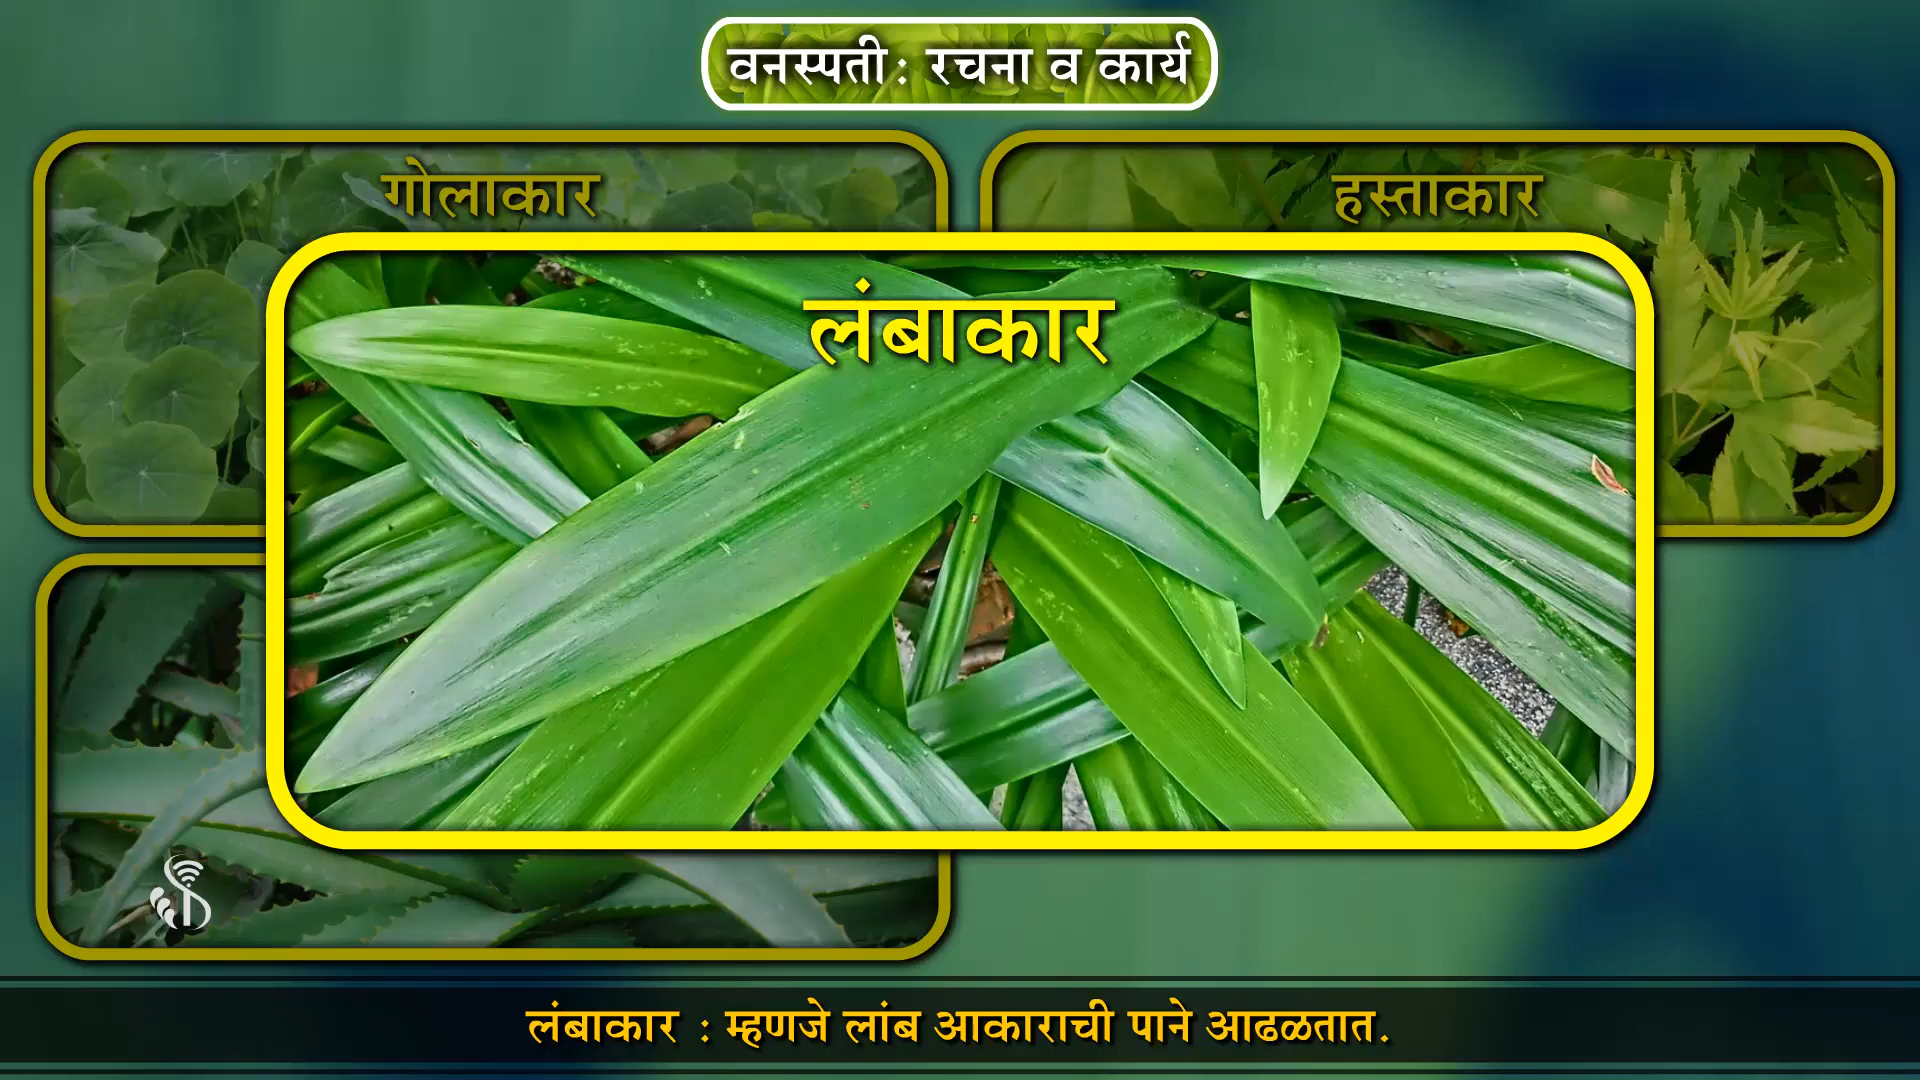 वनस्पती: रचना व कार्य
गोलाकार
हस्ताकार
लंबाकार
लंबाकार : म्हणजे लांब आकाराची पाने आढळतात.